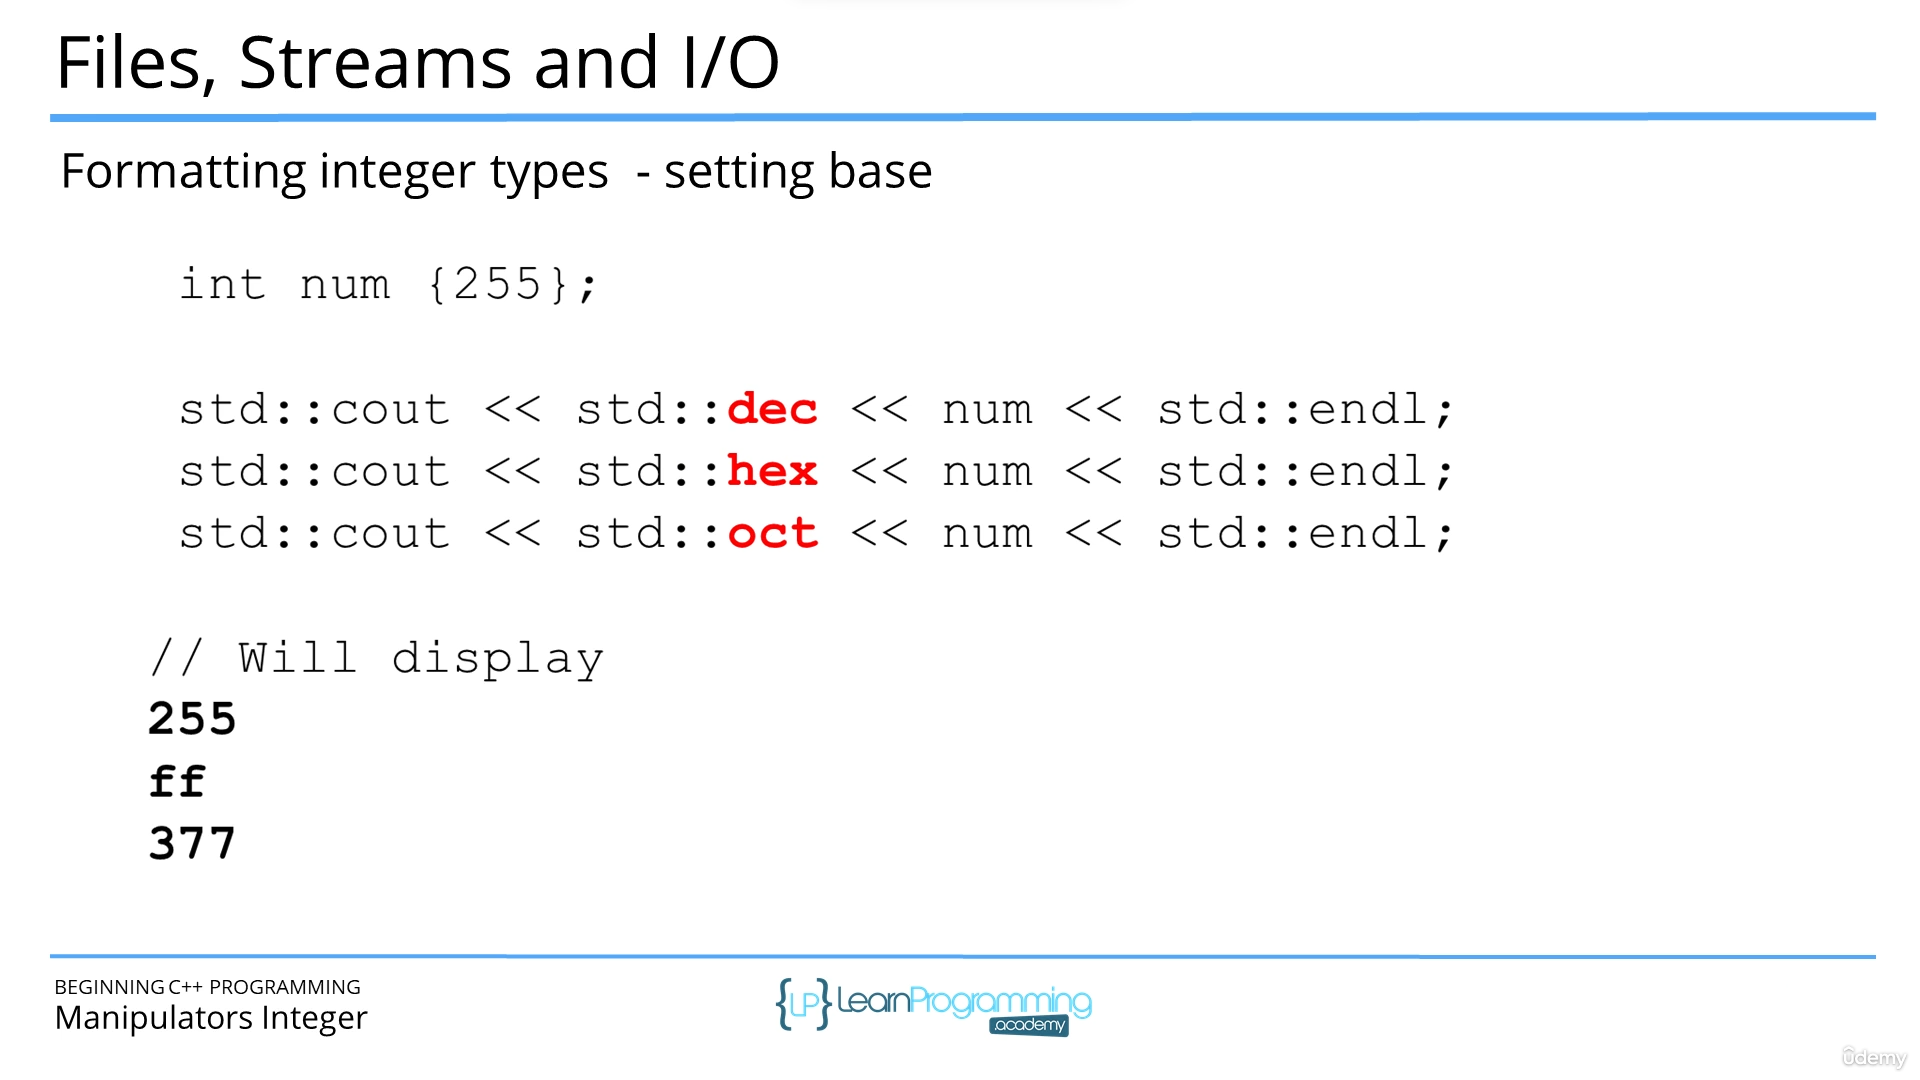 Files, Streams and I/O
Formatting integer types - setting base
int num {255};
std::cout << std::dec << num << std::endl;
std::cout << std::hex << num << std::endl;
std::cout << std::oct << num << std::endl;
// Will display
255
ff
377
BEGINNING C++ PROGRAMMING
Manipulators Integer
{LP} LearnProgramming
.academy
ûdemy